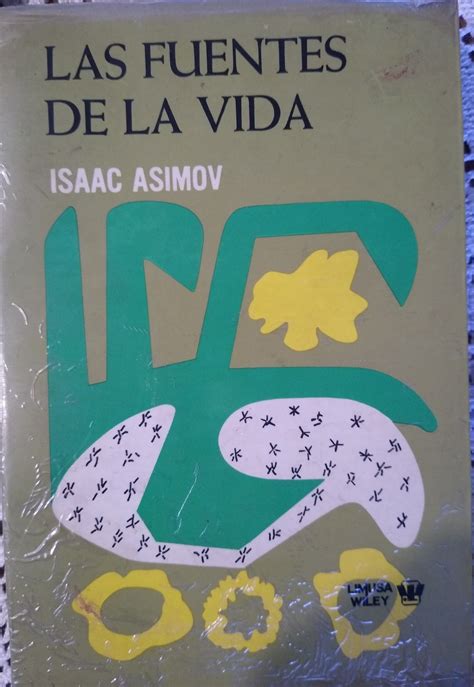 LAS FUENTES
DE LA VIDA
ISAAC ASIMOV
LIMUSA
WILEY